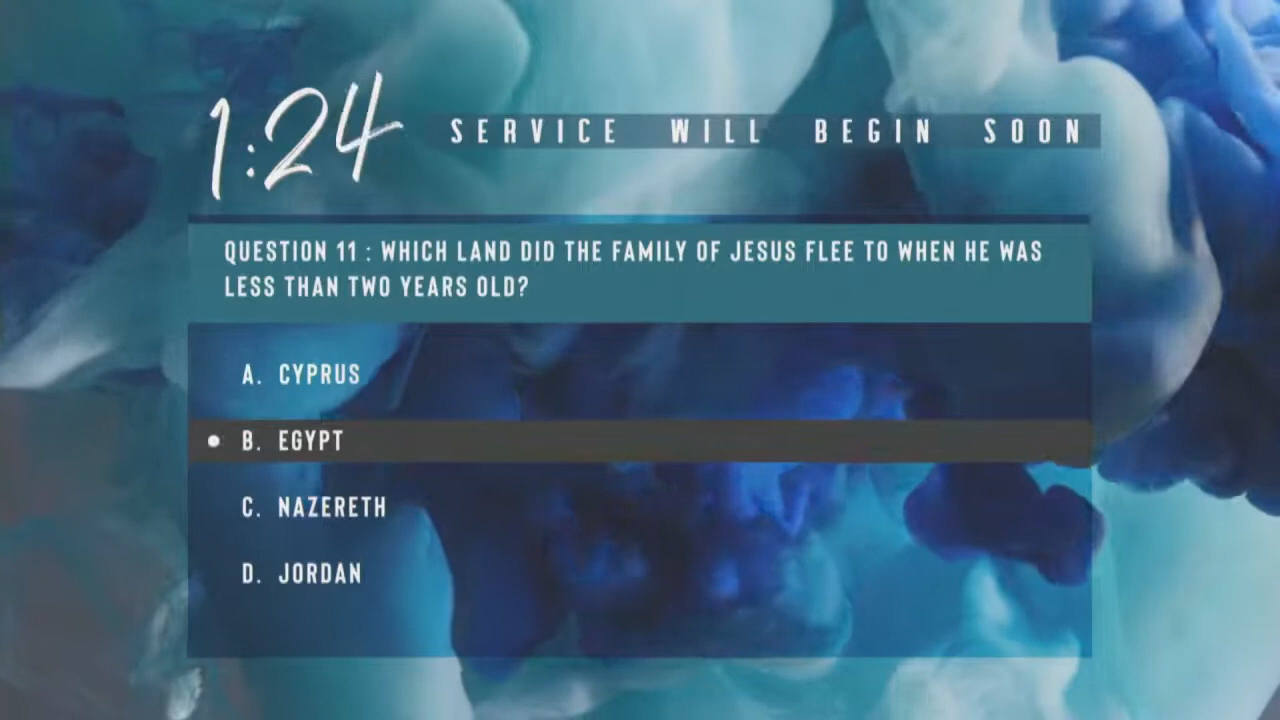 1:24
SERVICE WILL BEGIN SOON
QUESTION 11 : WHICH LAND DID THE FAMILY OF JESUS FLEE TO WHEN HE WAS
LESS THAN TWO YEARS OLD?
A. CYPRUS
B. EGYPT
C. NAZERETH
D. JORDAN